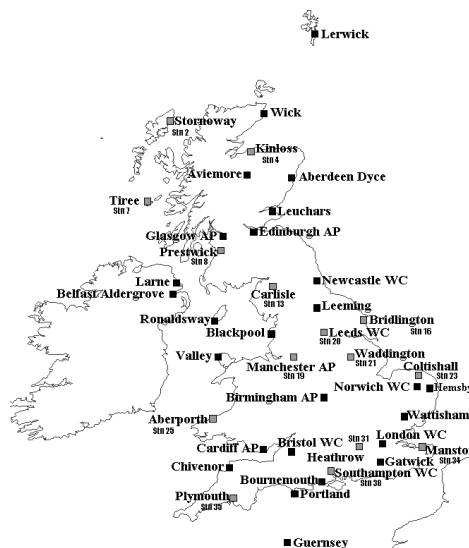 Lerwick
Wick
Stornoway
Stn 2
Kinloss
Stn 4
Aviemore
Aberdeen Dyce
Tiree
Stn 7
Leuchars
Glasgow AP
Edinburgh AP
Prestwick
Stn 8
Larne
Newcastle WC
Belfast Aldergrove
Carlisle
Stn 13
Leeming
Ronaldsway
Bridlington
Stn 16
Blackpool
Leeds WC
Stn 20
Valley
Manchester AP
Stn 19
Waddington
Stn 21
Coltishall
Stn 23
Norwich WC
Hemsby
Birmingham AP
Aberporth
Stn 25
Wattisham
Cardiff AP
Bristol WC
Stn 31
London WC
Heathrow
Manston
Stn 34
Chivenor
Gatwick
Bournemouth
Southampton WC
Stn 38
Plymouth
Stn 35
Portland
Guernsey